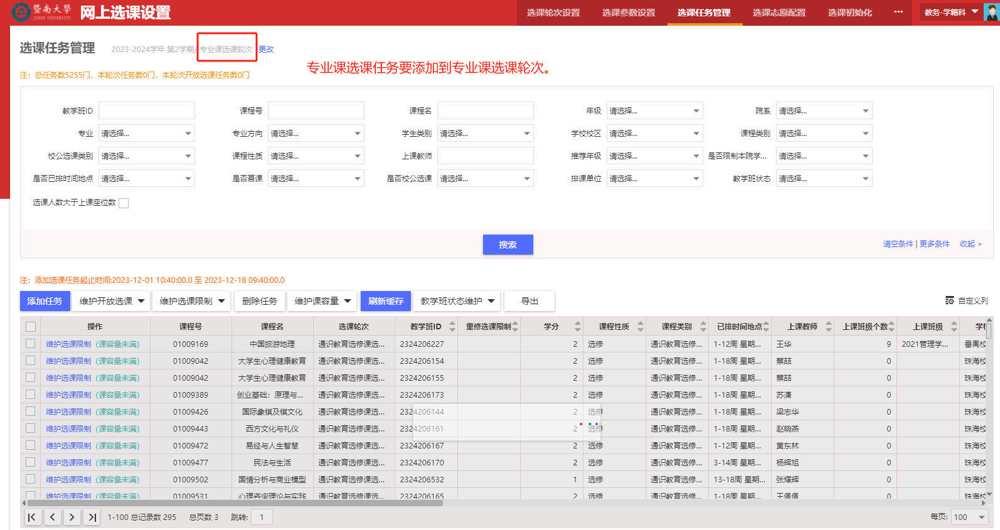 暨南大學 JINAN UNIVERSITY 网上选课设置 选课轮次设置 选课参数设置 选课任务管理 选课志愿配置 选课初始化 ··· 教务-学籍科
选课任务管理 2023-2024学年 第2学期/ 专业课选课轮次 更改
专业课选课任务要添加到专业课选课轮次。
注：总任务数5255门，本轮次任务数0门，本轮次开放选课任务数0门
教学班ID 课程号 课程名 年级 请选择... 院系 请选择...
专业 请选择... 专业方向 请选择... 学生类别 请选择... 学校校区 请选择... 课程类别 请选择...
校公选课类别 请选择... 课程性质 请选择... 上课教师 推荐年级 请选择... 是否限制本院学... 请选择...
是否已排时间地点 请选择... 是否慕课 请选择... 是否校公选课 请选择... 排课单位 请选择... 教学班状态 请选择...
选课人数大于上课座位数
搜索 清空条件 | 更多条件 收起 >
注：添加选课任务起止时间:2023-12-01 10:40:00.0 至 2023-12-18 09:40:00.0
添加任务 维护开放选课 维护选课限制 删除任务 维护课容量 刷新缓存 教学班状态维护 导出 自定义列
操作 课程号 课程名 选课轮次 教学班ID 重修选课限制 学分 课程性质 课程类别 已排时间地点 上课教师 上课班级个数 上课班级 学校
维护选课限制 (课容量未满) 01009169 中国旅游地理 通识教育选修课选... 2324206227 2 选修 通识教育选修... 1-12周 星期... 王华 9 2021管理学... 番禺校
维护选课限制 (课容量未满) 01009042 大学生心理健康教育 通识教育选修课选... 2324206154 2 选修 通识教育选修... 1-18周 星期... 蔡喆 0 珠海校
维护选课限制 (课容量未满) 01009042 大学生心理健康教育 通识教育选修课选... 2324206155 2 选修 通识教育选修... 1-18周 星期... 蔡喆 0 珠海校
维护选课限制 (课容量未满) 01009389 创业基础：原理与... 通识教育选修课选... 2324206173 2 选修 通识教育选修... 1-18周 星期... 苏潇 0 珠海校
维护选课限制 (课容量未满) 01009426 国际象棋及棋文化 通识教育选修课选... 2324206144 2 选修 通识教育选修... 1-18周 星期... 梁志华 0 珠海校
维护选课限制 (课容量未满) 01009443 西方文化与礼仪 通识教育选修课选... 2324206161 2 选修 通识教育选修... 1-18周 星期... 赵晓燕 0 珠海校
维护选课限制 (课容量未满) 01009472 易经与人生智慧 通识教育选修课选... 2324206167 2 选修 通识教育选修... 1-12周 星期... 黄东林 0 珠海校
维护选课限制 (课容量未满) 01009477 民法与生活 通识教育选修课选... 2324206170 2 选修 通识教育选修... 3-14周 星期... 杨辉旭 0 珠海校
维护选课限制 (课容量未满) 01009502 国情分析与商业模型 通识教育选修课选... 2324206532 1 选修 通识教育选修... 13-18周 星期... 张耀辉 0 珠海校
维护选课限制 (课容量未满) 01009531 心理咨询理论与实践 通识教育选修课选... 2324206165 2 选修 通识教育选修... 1-18周 星期... 王佩佩 0 珠海校
1-100 总记录数 295 总页数 3 跳转: 1 每页: 100